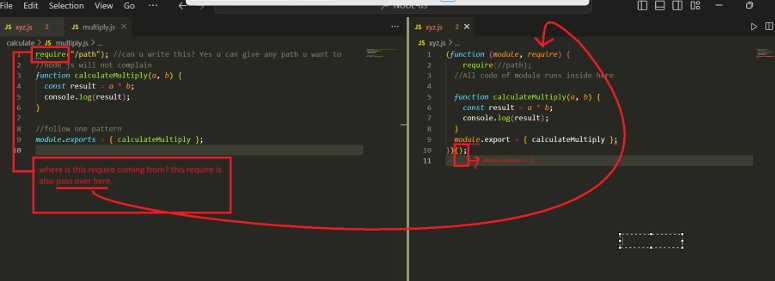 File Edit Selection View Go ... NODE-03
JS xyz.js 2 JS multiply.js × ...
calculate > JS multiply.js > ...
1 require("/path"); //can u write this? Yes u can give any path u want to
2 //node js will not complain
3 function calculateMultiply(a, b) {
4 const result = a * b;
5 console.log(result);
6 }
7
8 //follow one pattern
9 module.exports = { calculateMultiply };
10
where is this require coming from? this require is
also pass over here.
JS xyz.js 2 ×
JS xyz.js > ...
1 (function (module, require) {
2 require(//path);
3 //All code of module runs inside here
4
5 function calculateMultiply(a, b) {
6 const result = a * b;
7 console.log(result);
8 }
9 module.export = { calculateMultiply };
10 })();
11